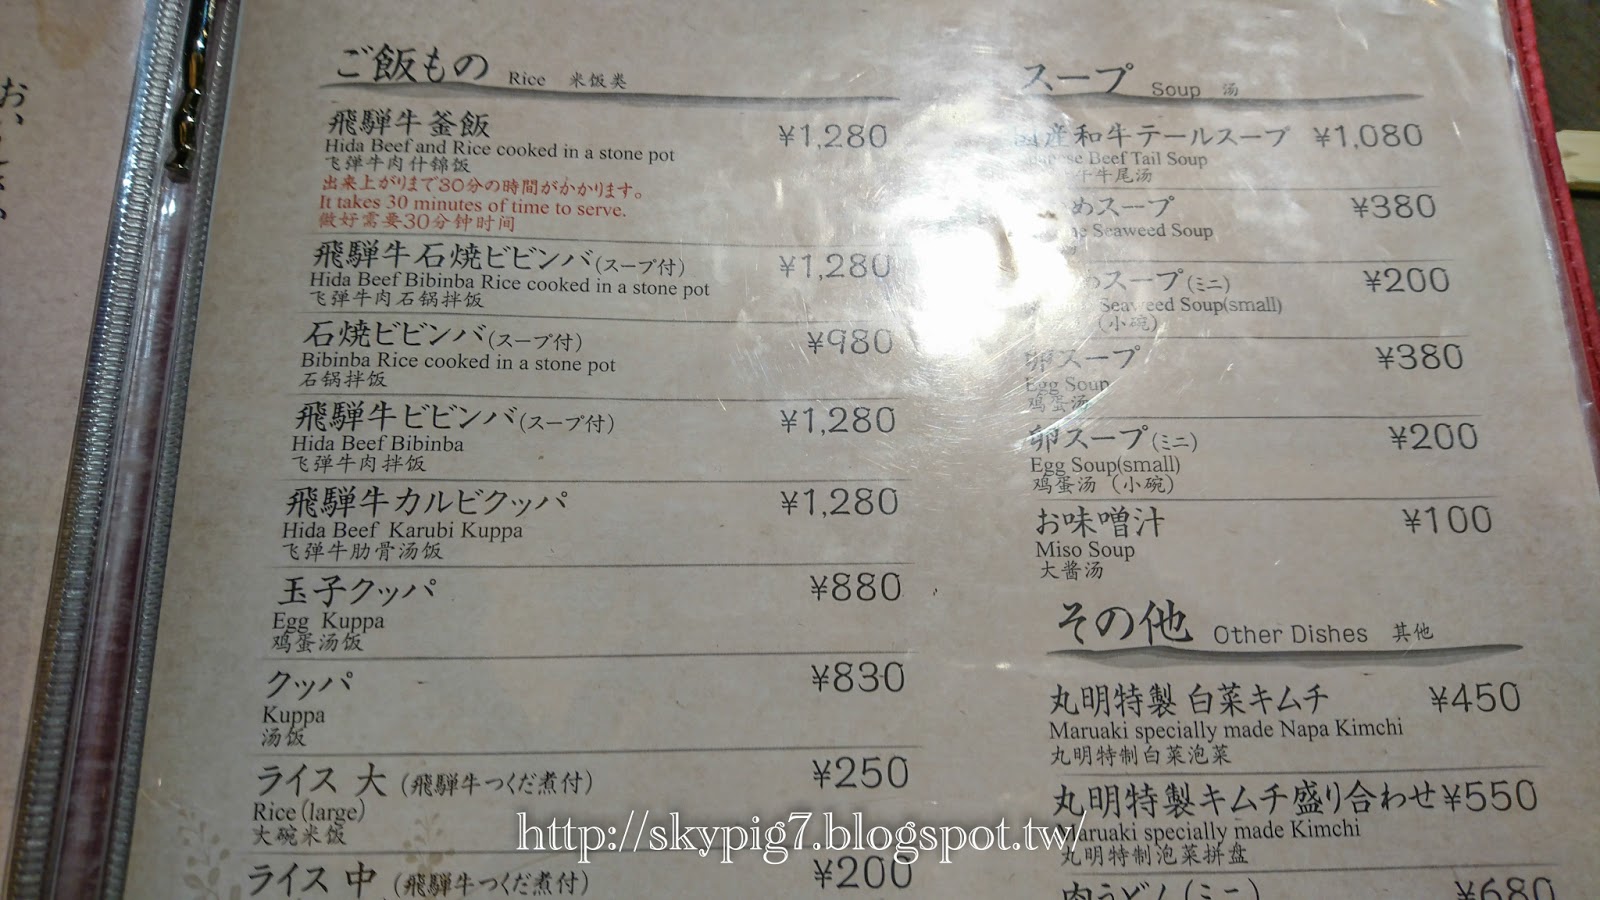 ご飯もの Rice 米饭类
飛騨牛釜飯 ¥1,280
Hida Beef and Rice cooked in a stone pot
飞弹牛肉什锦饭
出来上がりまで30分の時間がかかります。
It takes 30 minutes of time to serve.
做好需要30分钟时间
飛騨牛石焼ビビンバ(スープ付) ¥1,280
Hida Beef Bibinba Rice cooked in a stone pot
飞弹牛肉石锅拌饭
石焼ビビンバ(スープ付) ¥980
Bibinba Rice cooked in a stone pot
石锅拌饭
飛騨牛ビビンバ(スープ付) ¥1,280
Hida Beef Bibinba
飞弹牛肉拌饭
飛騨牛カルビクッパ ¥1,280
Hida Beef Karubi Kuppa
飞弹牛肋骨汤饭
玉子クッパ ¥880
Egg Kuppa
鸡蛋汤饭
クッパ ¥830
Kuppa
汤饭
ライス 大 (飛騨牛つくだ煮付) ¥250
Rice (large)
大碗米饭
ライス 中 (飛騨牛つくだ煮付) ¥200
スープ Soup 汤
産和牛テールスープ ¥1,080
Beef Tail Soup
牛尾汤
めスープ ¥380
Seaweed Soup
スープ(ミニ) ¥200
Seaweed Soup(small)
(小碗)
卵スープ ¥380
Egg Soup
鸡蛋汤
卵スープ(ミニ) ¥200
Egg Soup(small)
鸡蛋汤 (小碗)
お味噌汁 ¥100
Miso Soup
大酱汤
その他 Other Dishes 其他
丸明特製 白菜キムチ ¥450
Maruaki specially made Napa Kimchi
丸明特制白菜泡菜
丸明特製キムチ盛り合わせ ¥550
Maruaki specially made Kimchi
丸明特制泡菜拼盘
肉うどん(ミニ) ¥680
http://skypig7.blogspot.tw/